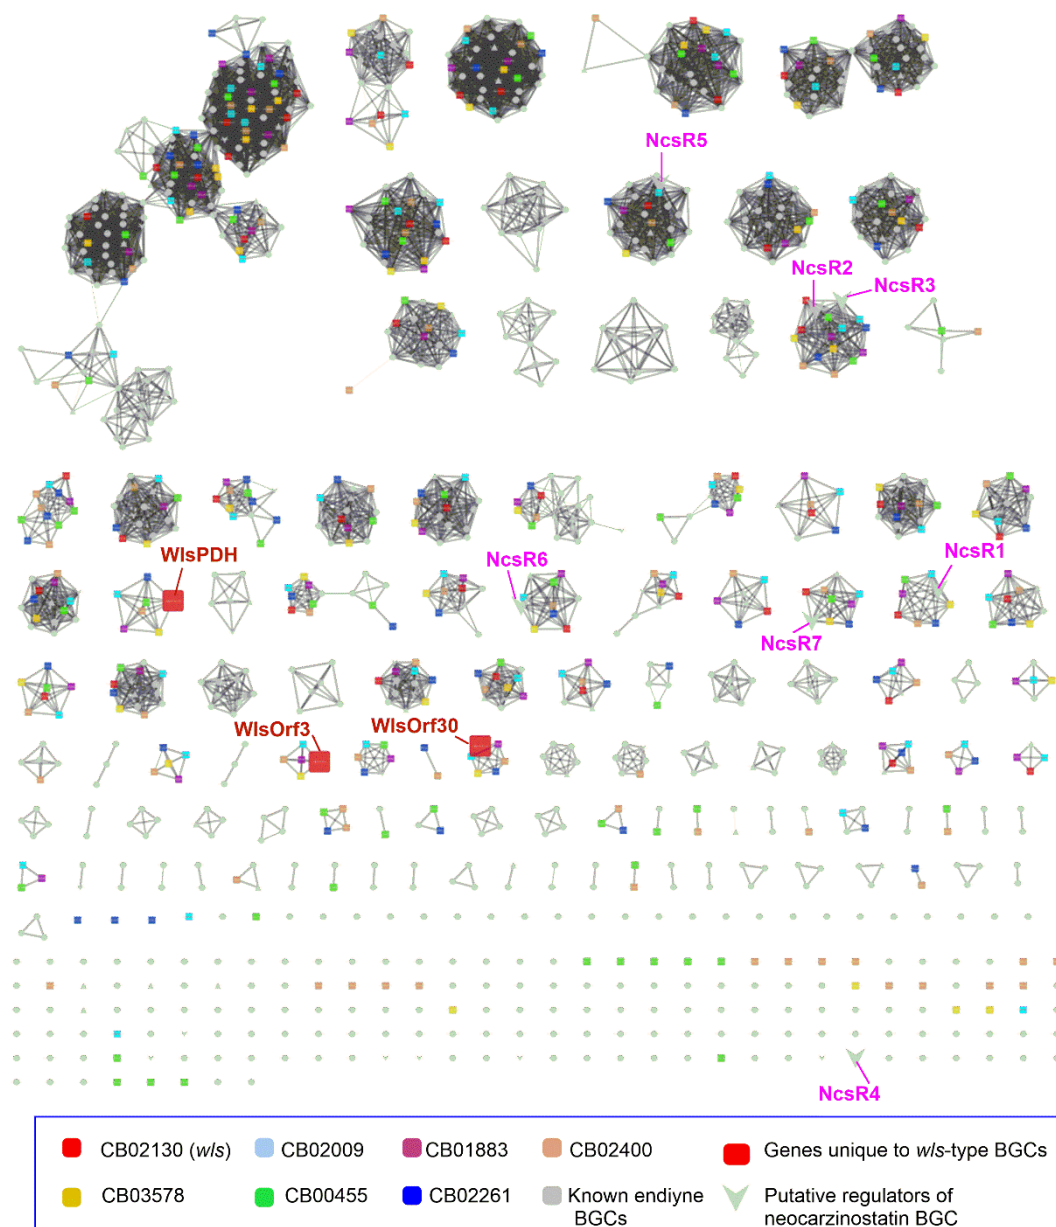 NcsR5
NcsR2
NcsR3
WlsPDH
NcsR6
NcsR1
NcsR7
WlsOrf3
WlsOrf30
NcsR4
CB02130 (wls)
CB02009
CB01883
CB02400
Genes unique to wls-type BGCs
CB03578
CB00455
CB02261
Known endiyne
BGCs
Putative regulators of
neocarzinostatin BGC